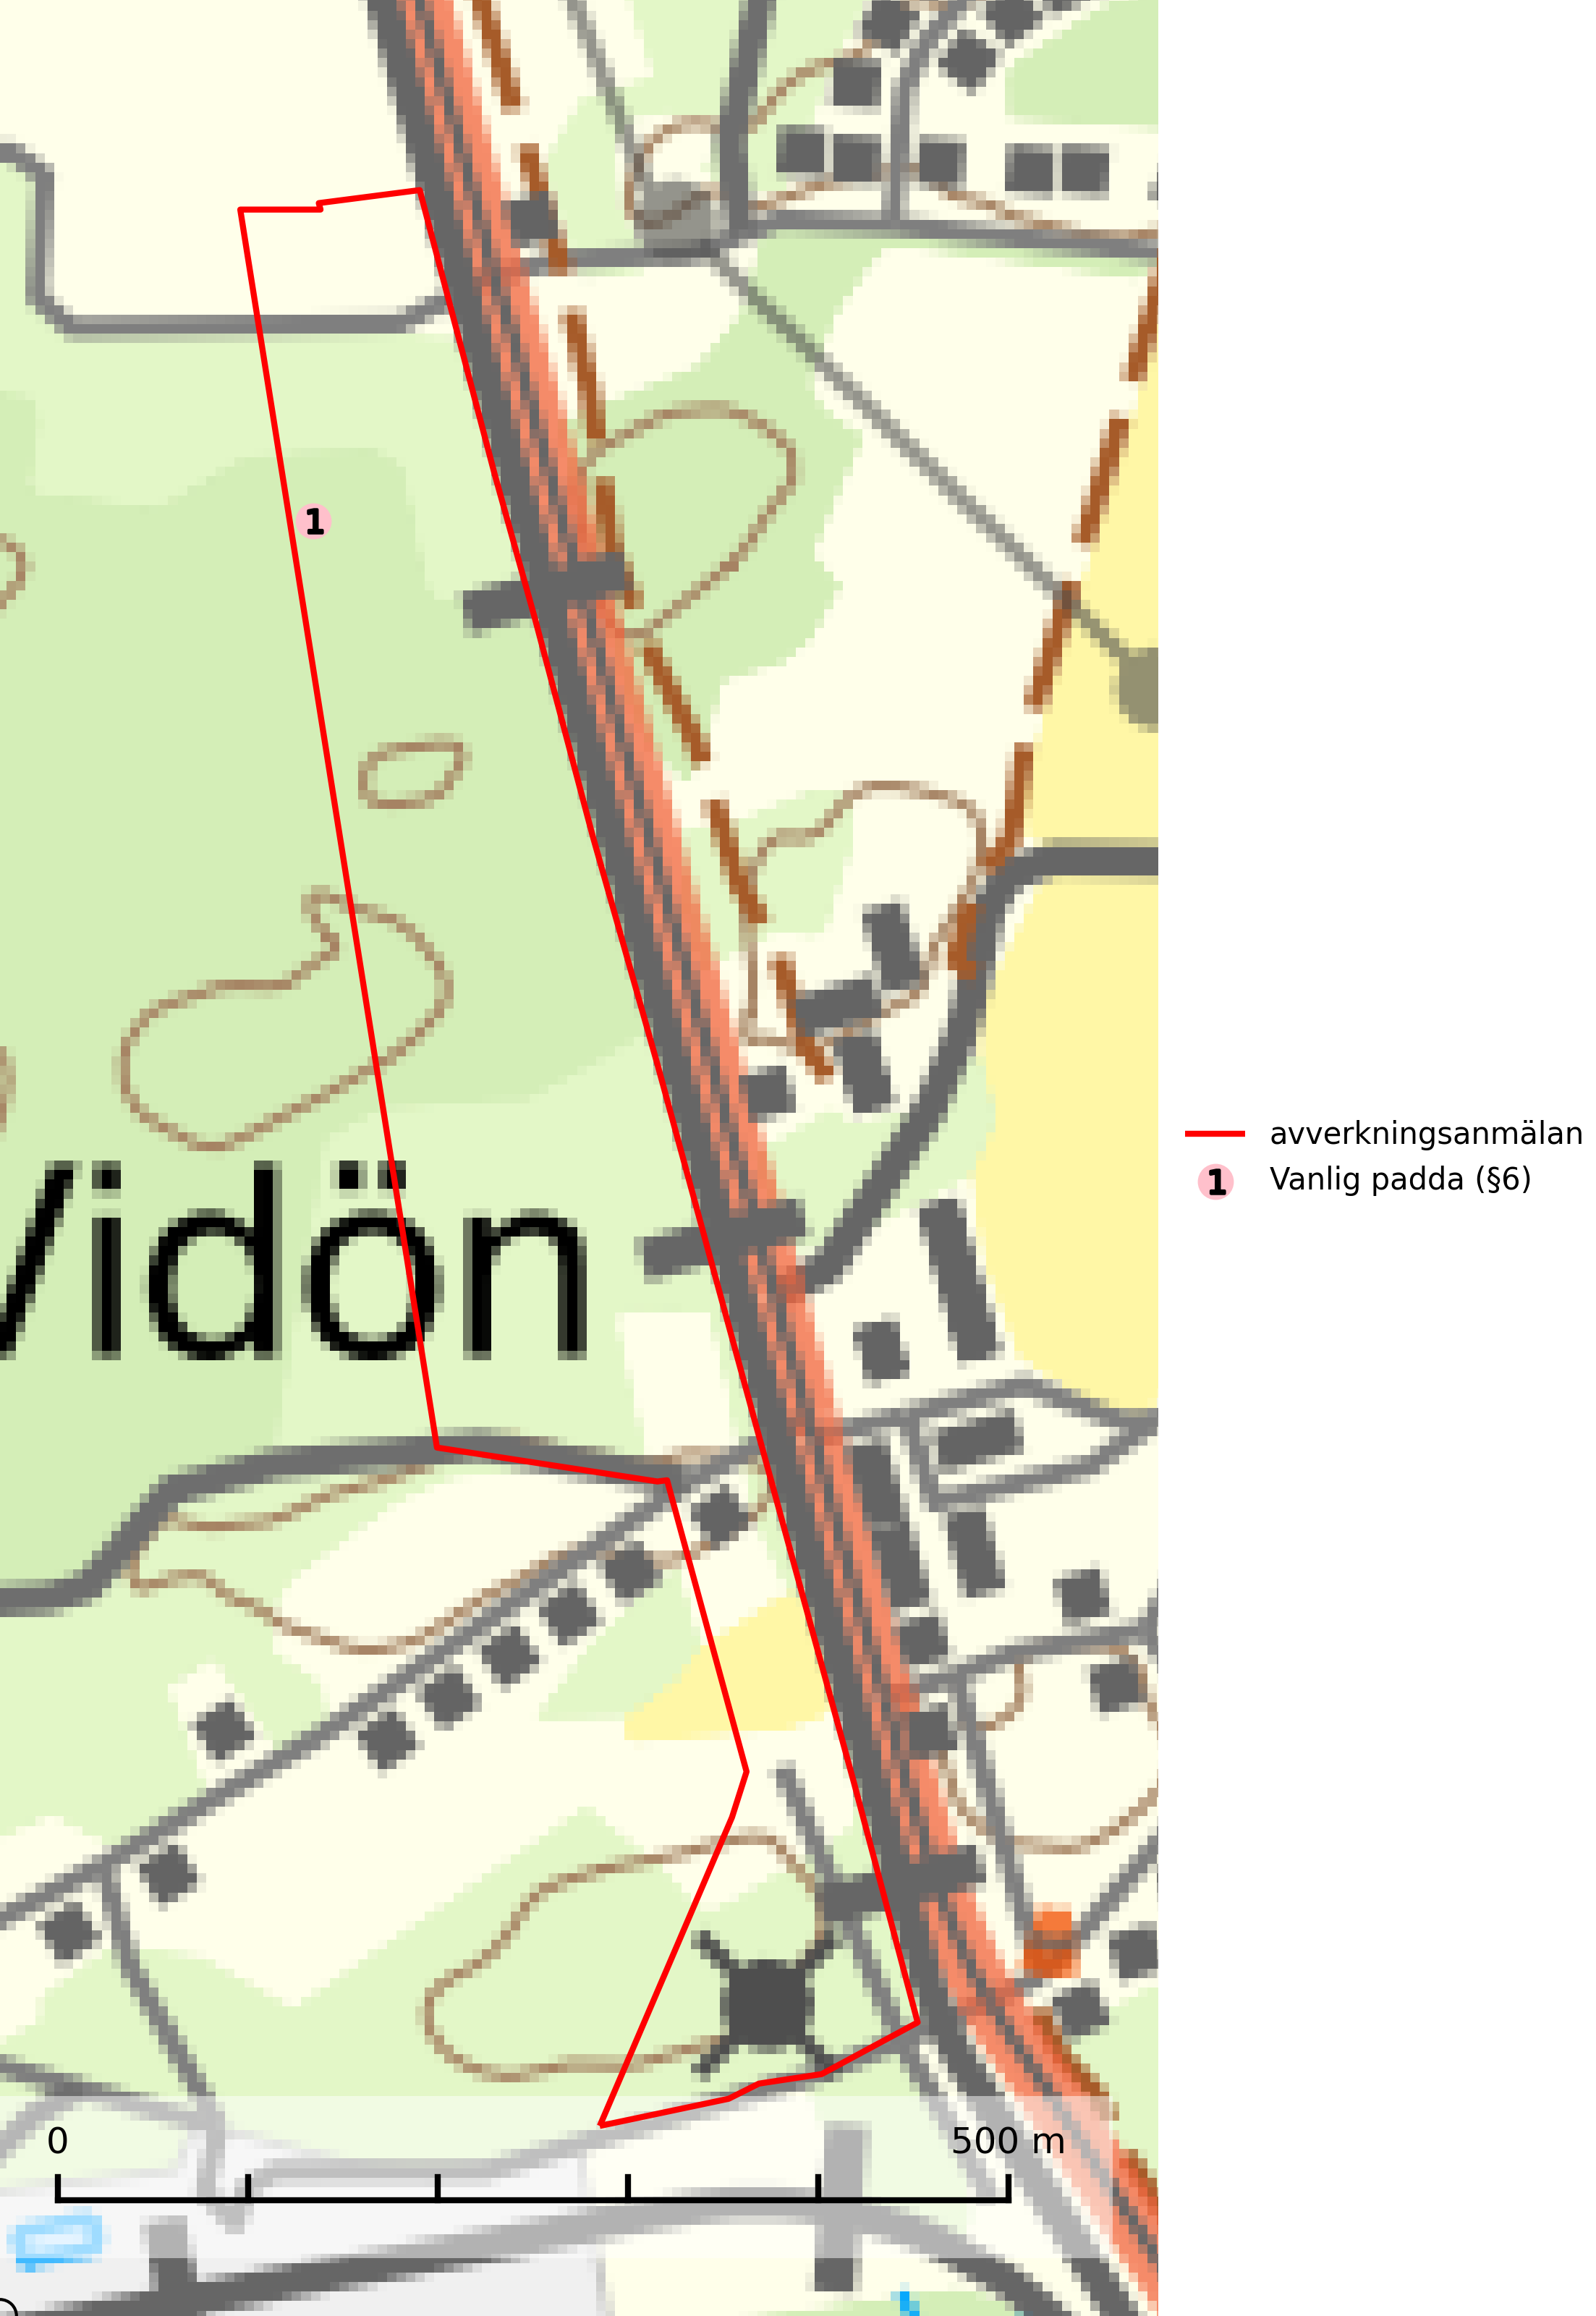 1
avverkningsanmälan
1 Vanlig padda (§6)
Vidön
0 500 m